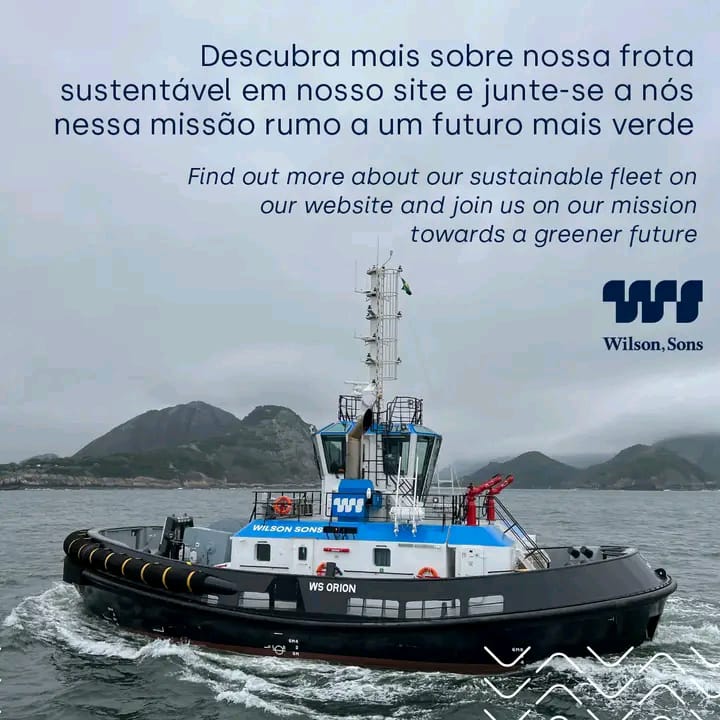 Descubra mais sobre nossa frota
sustentável em nosso site e junte-se a nós
nessa missão rumo a um futuro mais verde
Find out more about our sustainable fleet on
our website and join us on our mission
towards a greener future
WS
Wilson, Sons
WS
WILSON SONS
WS ORION